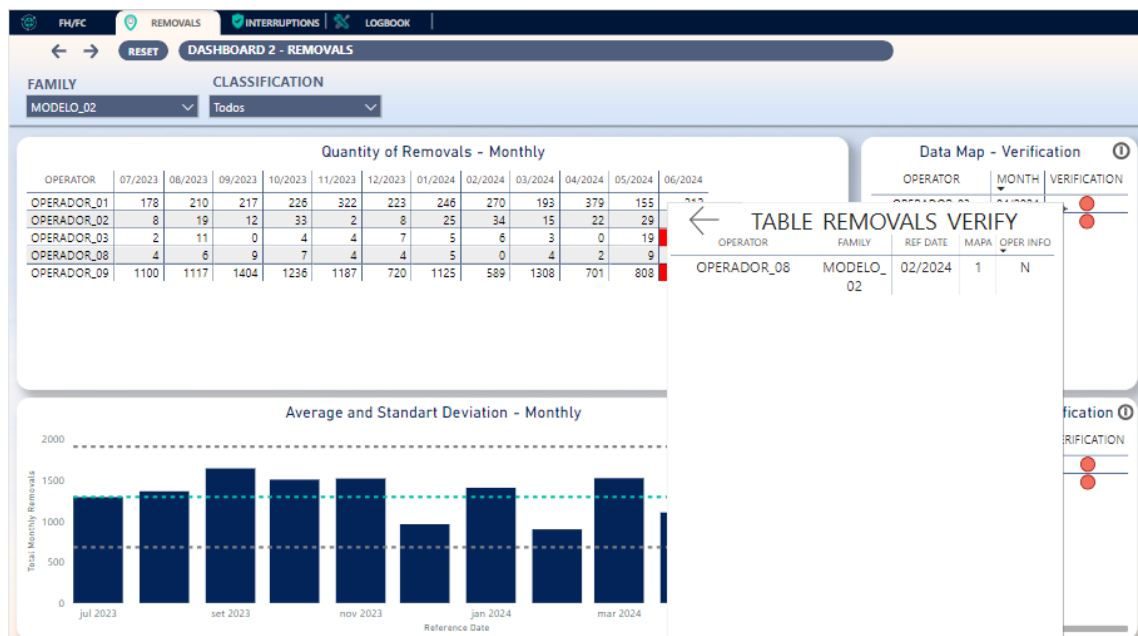 FH/FC REMOVALS INTERRUPTIONS LOGBOOK
RESET DASHBOARD 2 - REMOVALS
FAMILY CLASSIFICATION
MODELO_02 Todos
Quantity of Removals - Monthly
OPERATOR 07/2023 08/2023 09/2023 10/2023 11/2023 12/2023 01/2024 02/2024 03/2024 04/2024 05/2024 06/2024
OPERADOR_01 178 210 217 226 322 223 246 270 193 379 155
OPERADOR_02 8 19 12 33 2 8 25 34 15 22 29
OPERADOR_03 2 11 0 4 4 7 5 6 3 0 19
OPERADOR_08 4 6 9 7 4 4 5 0 4 2 9
OPERADOR_09 1100 1117 1404 1236 1187 720 1125 589 1308 701 808
Data Map - Verification
OPERATOR MONTH VERIFICATION
TABLE REMOVALS VERIFY
OPERATOR FAMILY REF DATE MAPA OPER INFO
OPERADOR_08 MODELO_ 02/2024 1 N
02
Average and Standart Deviation - Monthly
2000
1500
1000
500
0
Total Monthly Removals
jul 2023 set 2023 nov 2023 jan 2024 mar 2024
Reference Date
fication
RIFICATION